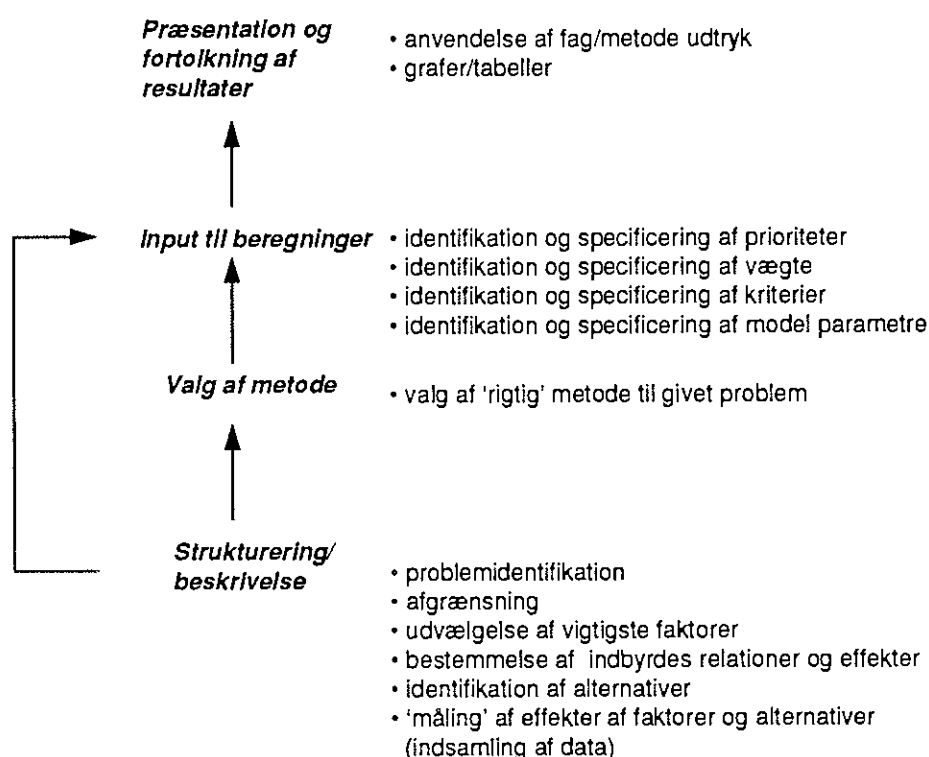 Præsentation og
fortolkning af
resultater
• anvendelse af fag/metode udtryk
• grafer/tabeller
Input til beregninger
• identifikation og specificering af prioriteter
• identifikation og specificering af vægte
• identifikation og specificering af kriterier
• identifikation og specificering af model parametre
Valg af metode
• valg af 'rigtig' metode til givet problem
Strukturering/
beskrivelse
• problemidentifikation
• afgrænsning
• udvælgelse af vigtigste faktorer
• bestemmelse af indbyrdes relationer og effekter
• identifikation af alternativer
• 'måling' af effekter af faktorer og alternativer
(indsamling af data)